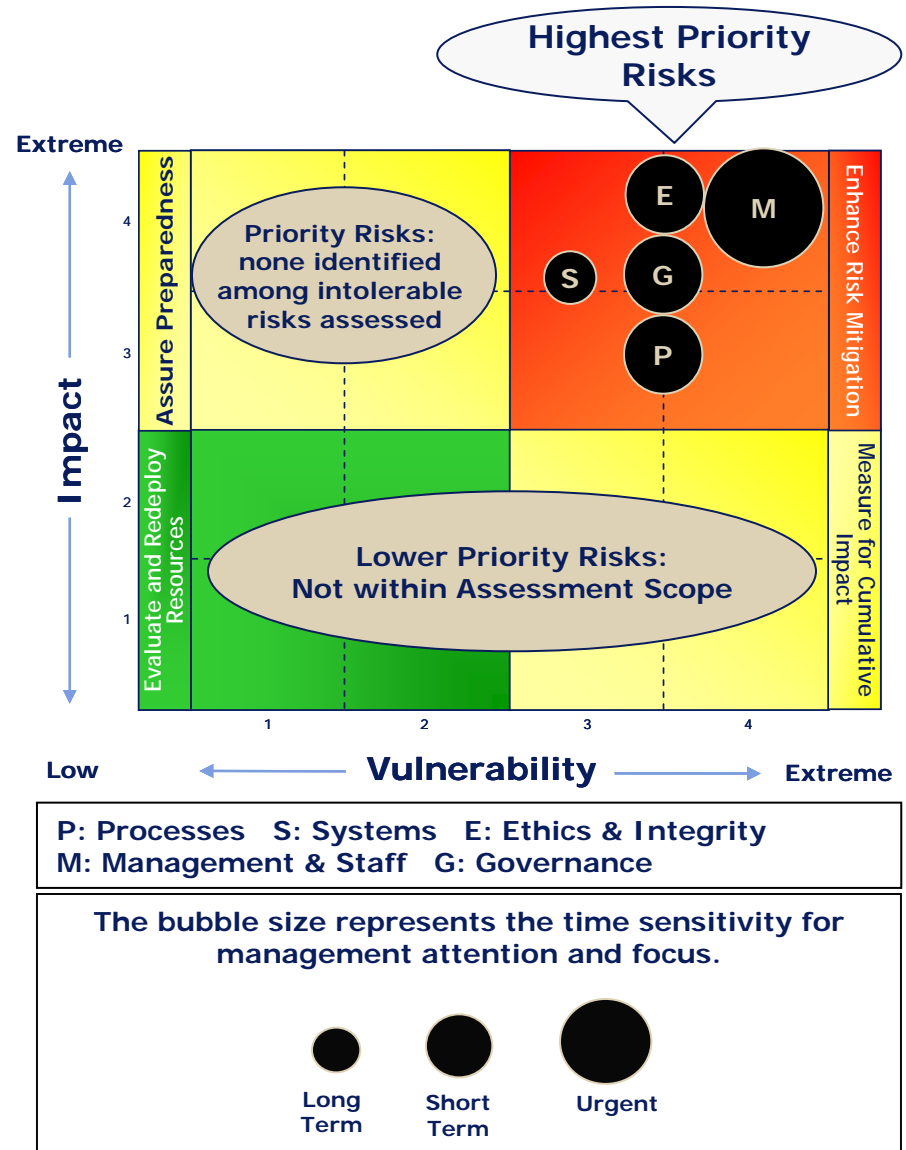 Highest Priority
Risks
Extreme
Impact
4
3
2
1
Assure Preparedness
Priority Risks:
none identified
among intolerable
risks assessed
E
M
S
G
P
Enhance Risk Mitigation
Evaluate and Redeploy
Resources
Lower Priority Risks:
Not within Assessment Scope
Measure for Cumulative
Impact
1
2
3
4
Low
Vulnerability
Extreme
P: Processes S: Systems E: Ethics & Integrity
M: Management & Staff G: Governance
The bubble size represents the time sensitivity for
management attention and focus.
Long
Term
Short
Term
Urgent